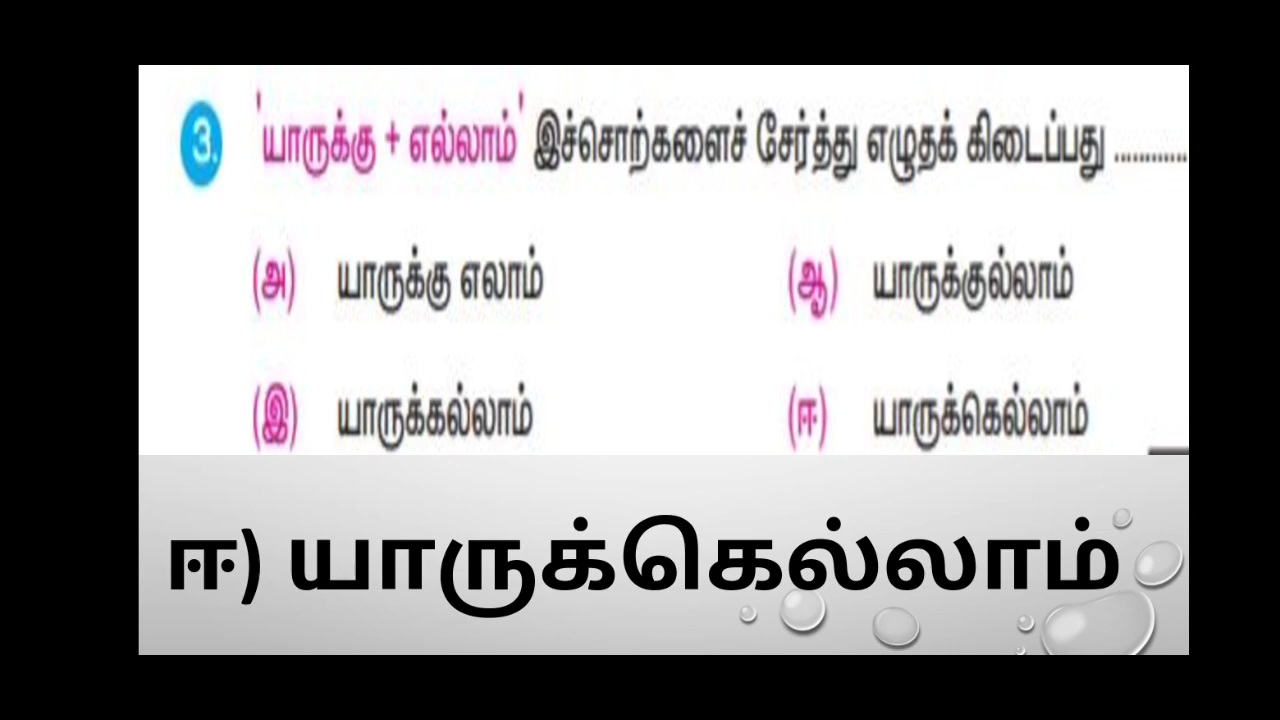 3. 'யாருக்கு + எல்லாம்' இச்சொற்களைச் சேர்த்து எழுதக் கிடைப்பது ............
(அ) யாருக்கு எலாம் (ஆ) யாருக்குல்லாம்
(இ) யாருக்கல்லாம் (ஈ) யாருக்கெல்லாம்
ஈ) யாருக்கெல்லாம்